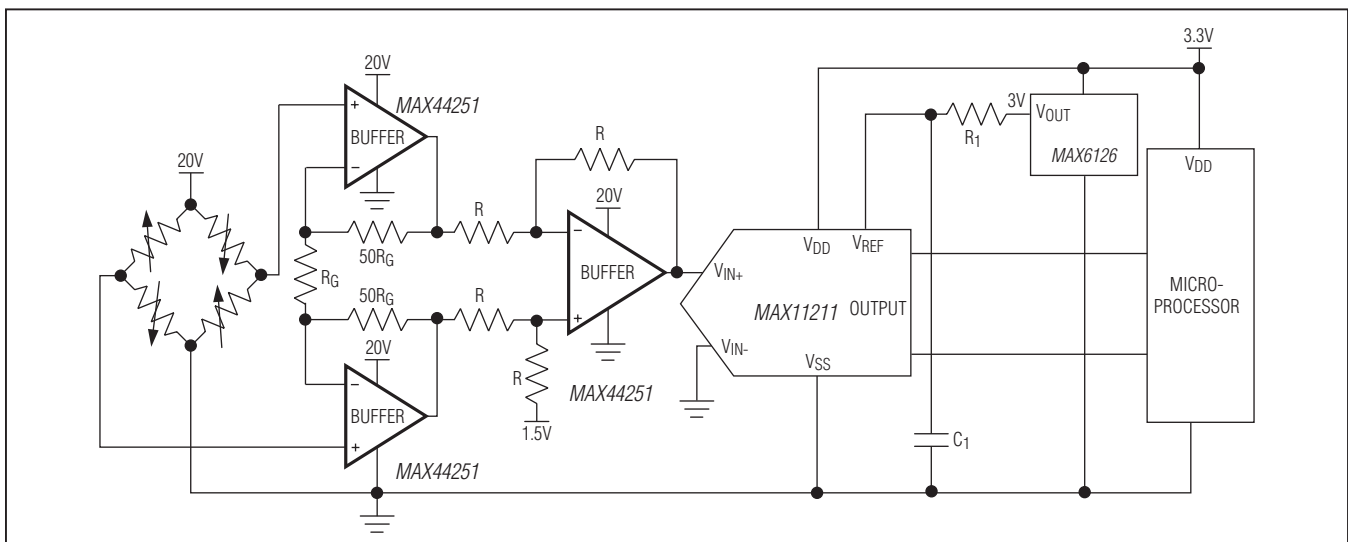 3.3V
20V
MAX44251
+
BUFFER
−
20V
50RG
RG
50RG
20V
−
BUFFER
+
MAX44251
R
R
R
R
1.5V
20V
−
BUFFER
+
MAX44251
VIN+
VIN-
VDD
VREF
MAX11211
OUTPUT
VSS
R1
3V
VOUT
MAX6126
C1
VDD
MICRO-
PROCESSOR